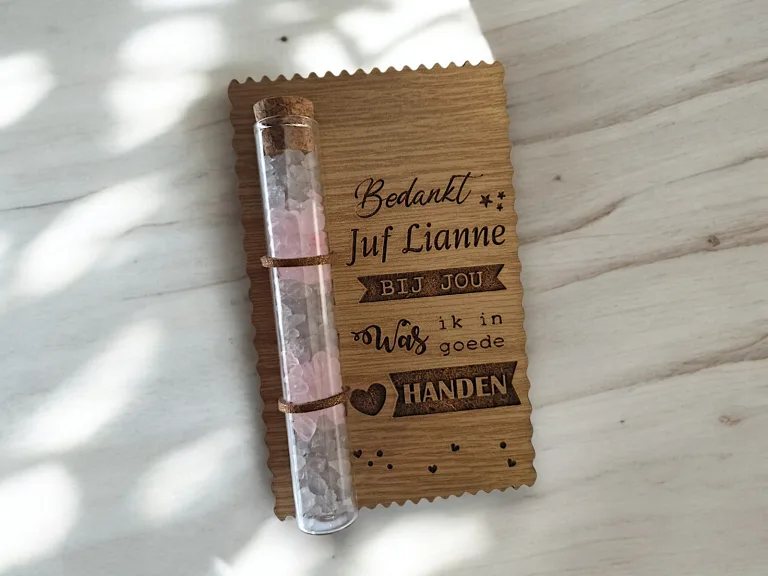 Bedankt
Juf Lianne
BIJ JOU
Was ik in
goede
HANDEN